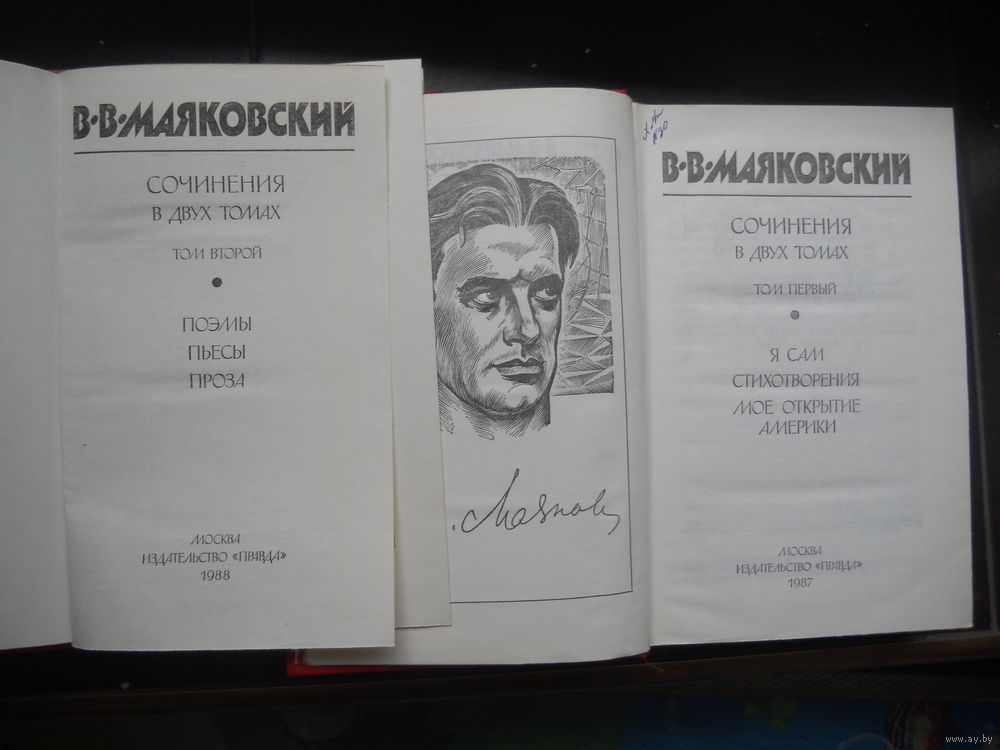 В·В·МАЯКОВСКИЙ
СОЧИНЕНИЯ
В ДВУХ ТОМАХ
ТОМ ВТОРОЙ
ПОЭМЫ
ПЬЕСЫ
ПРОЗА
МОСКВА
ИЗДАТЕЛЬСТВО «ПРАВДА»
1988
В·В·МАЯКОВСКИЙ
СОЧИНЕНИЯ
В ДВУХ ТОМАХ
ТОМ ПЕРВЫЙ
Я САМ
СТИХОТВОРЕНИЯ
МОЕ ОТКРЫТИЕ
АМЕРИКИ
МОСКВА
ИЗДАТЕЛЬСТВО «ПРАВДА»
1987
www.ay.by